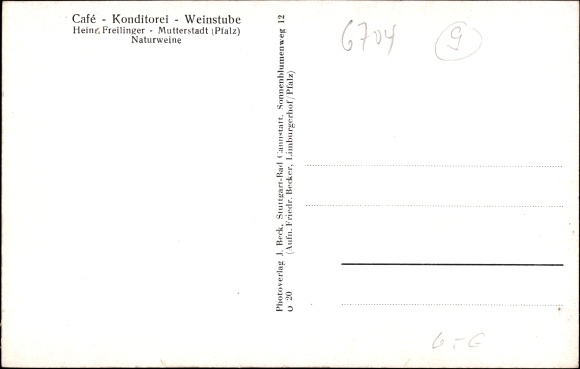 Café - Konditorei - Weinstube
Heinr. Freilinger - Mutterstadt (Pfalz)
Naturweine
Photoverlag J. Beck, Stuttgart-Bad Cannstatt, Sonnenblumenweg 12
O 20 (Aufn. Friedr. Becker, Limburgerhof/Pfalz)
6704
9
6,-